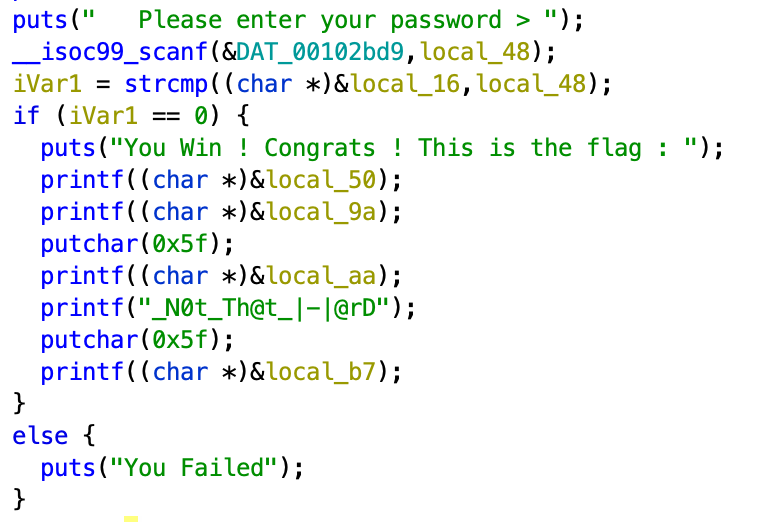 puts("   Please enter your password > ");
__isoc99_scanf(&DAT_00102bd9,local_48);
iVar1 = strcmp((char *)&local_16,local_48);
if (iVar1 == 0) {
  puts("You Win ! Congrats ! This is the flag : ");
  printf((char *)&local_50);
  printf((char *)&local_9a);
  putchar(0x5f);
  printf((char *)&local_aa);
  printf("_N0t_Th@t_|-|@rD");
  putchar(0x5f);
  printf((char *)&local_b7);
}
else {
  puts("You Failed");
}